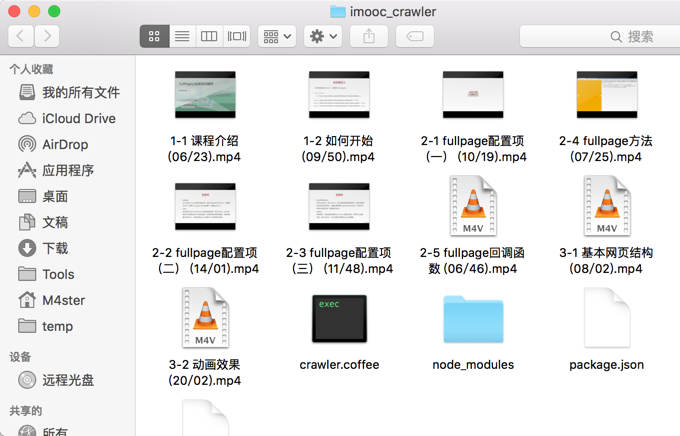 imooc_crawler
搜索
个人收藏
我的所有文件
iCloud Drive
AirDrop
应用程序
桌面
文稿
下载
Tools
M4ster
temp
设备
远程光盘
共享的
所有
1-1 课程介绍
(06/23).mp4
1-2 如何开始
(09/50).mp4
2-1 fullpage配置项
（一） (10/19).mp4
2-4 fullpage方法
(07/25).mp4
2-2 fullpage配置项
（二） (14/01).mp4
2-3 fullpage配置项
（三） (11/48).mp4
M4V
2-5 fullpage回调函
数 (06/46).mp4
M4V
3-1 基本网页结构
(08/02).mp4
M4V
3-2 动画效果
(20/02).mp4
exec
crawler.coffee
node_modules
package.json